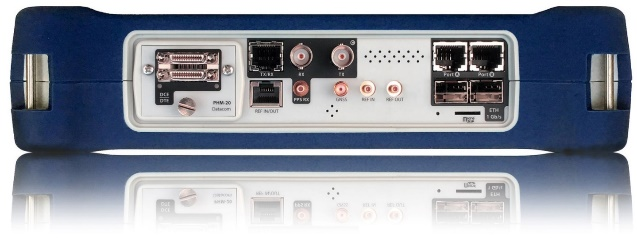 TX/RX
RX
TX
Port A
Port B
DCE
DTE
PHM-20
Datacom
REF IN/OUT
PPS RX
GNSS
REF IN
REF OUT
ETH
1 Gb/s